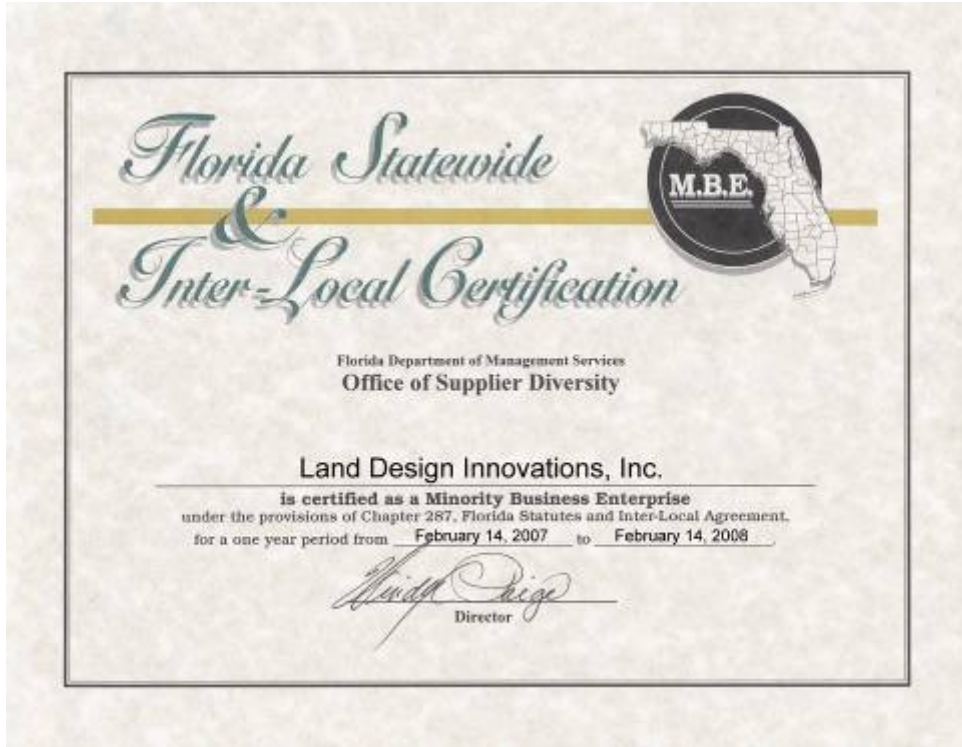 Florida Statewide
&
Inter-Local Certification
M.B.E.
Florida Department of Management Services
Office of Supplier Diversity
Land Design Innovations, Inc.
is certified as a Minority Business Enterprise
under the provisions of Chapter 287, Florida Statutes and Inter-Local Agreement,
for a one year period from February 14, 2007 to February 14, 2008
Windell Paige
Director